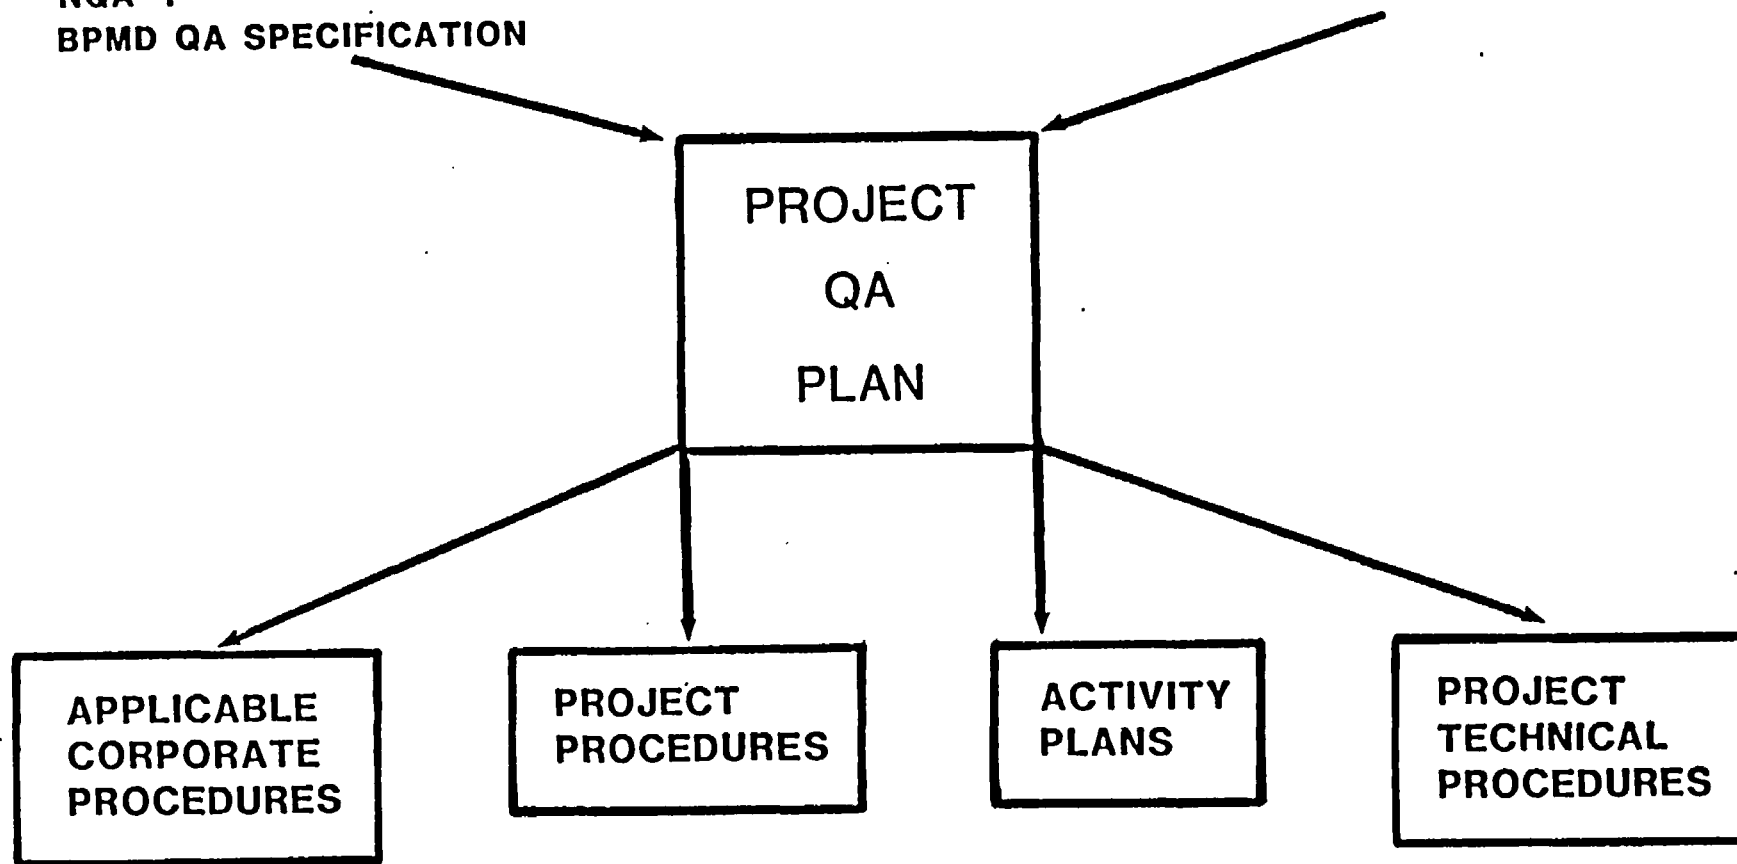 BPMD QA SPECIFICATION
PROJECT
QA
PLAN
APPLICABLE
CORPORATE
PROCEDURES
PROJECT
PROCEDURES
ACTIVITY
PLANS
PROJECT
TECHNICAL
PROCEDURES